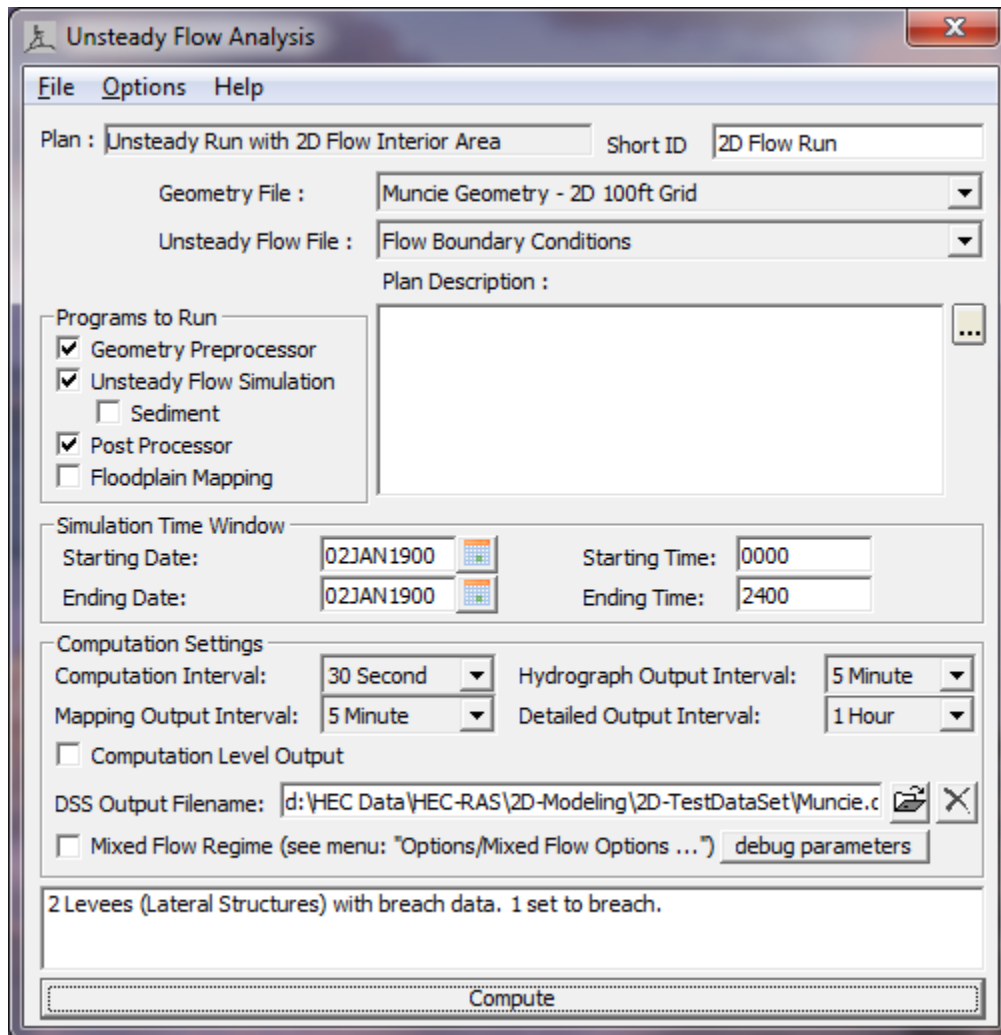 Unsteady Flow Analysis
File Options Help
Plan : Unsteady Run with 2D Flow Interior Area Short ID 2D Flow Run
Geometry File : Muncie Geometry - 2D 100ft Grid
Unsteady Flow File : Flow Boundary Conditions
Plan Description :
Programs to Run
Geometry Preprocessor
Unsteady Flow Simulation
Sediment
Post Processor
Floodplain Mapping
...
Simulation Time Window
Starting Date: 02JAN1900 Starting Time: 0000
Ending Date: 02JAN1900 Ending Time: 2400
Computation Settings
Computation Interval: 30 Second Hydrograph Output Interval: 5 Minute
Mapping Output Interval: 5 Minute Detailed Output Interval: 1 Hour
Computation Level Output
DSS Output Filename: d:\HEC Data\HEC-RAS\2D-Modeling\2D-TestDataSet\Muncie.d
Mixed Flow Regime (see menu: "Options/Mixed Flow Options ...") debug parameters
2 Levees (Lateral Structures) with breach data. 1 set to breach.
Compute